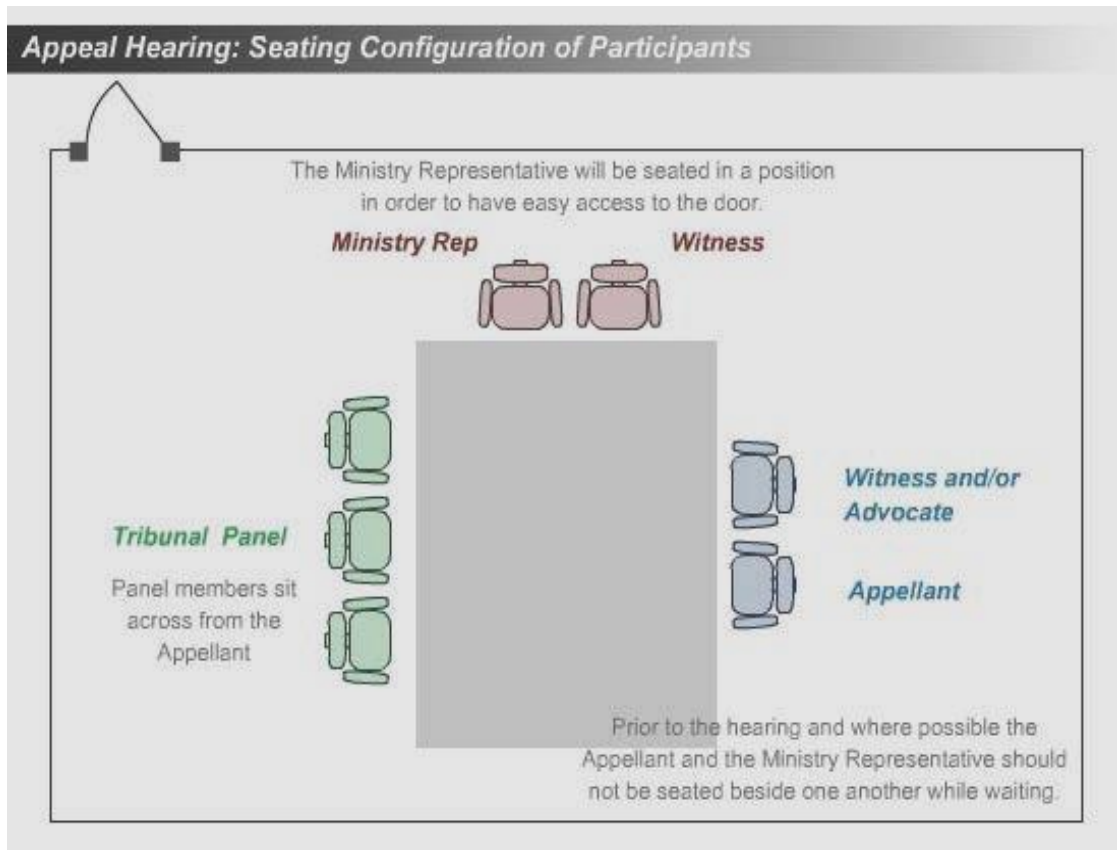 Appeal Hearing: Seating Configuration of Participants
The Ministry Representative will be seated in a position
in order to have easy access to the door.
Ministry Rep
Witness
Witness and/or
Advocate
Tribunal Panel
Panel members sit
across from the
Appellant
Appellant
Prior to the hearing and where possible the
Appellant and the Ministry Representative should
not be seated beside one another while waiting.